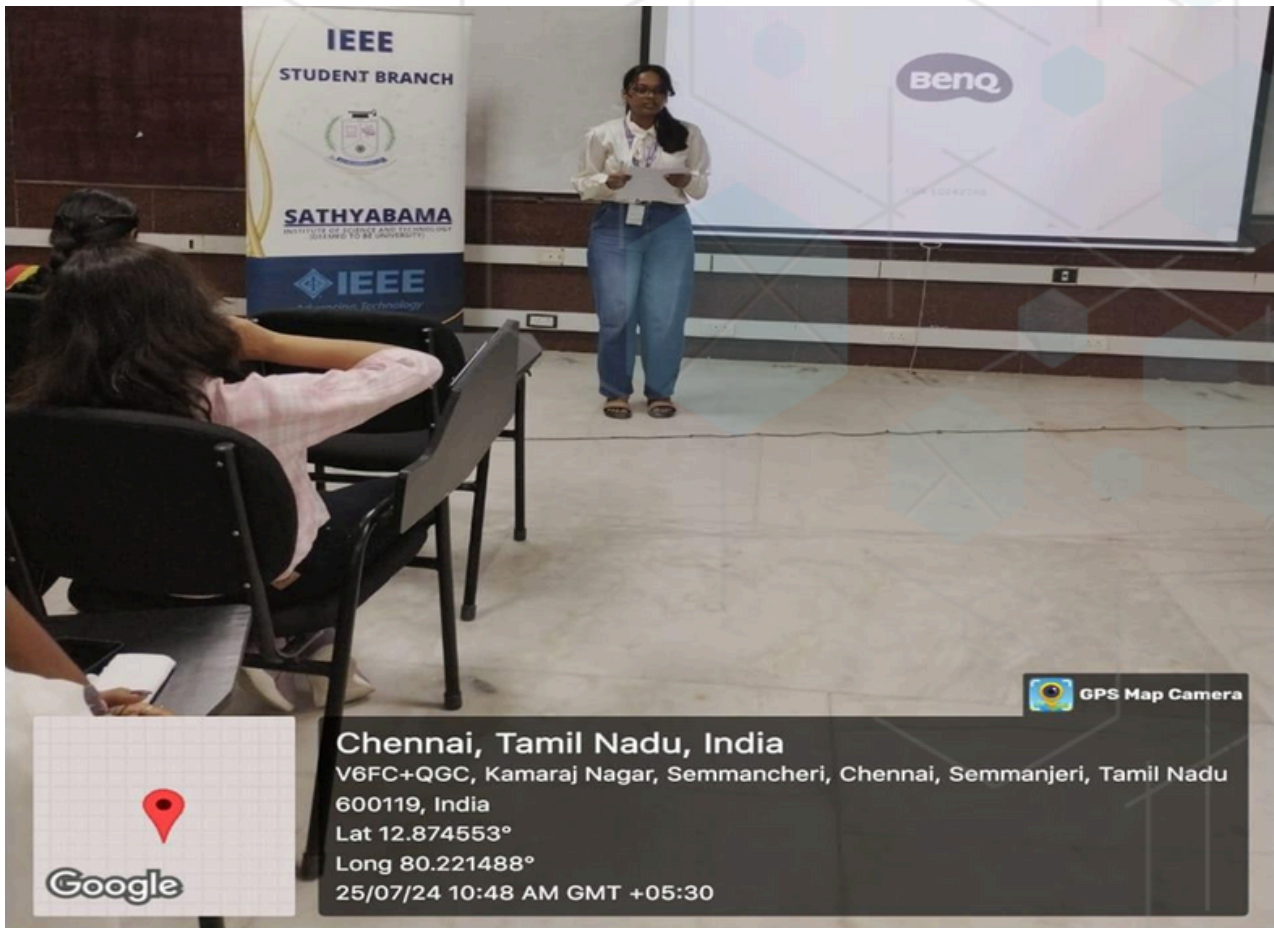 IEEE
STUDENT BRANCH
SATHYABAMA
INSTITUTE OF SCIENCE AND TECHNOLOGY
(DEEMED TO BE UNIVERSITY)
IEEE
Advancing Technology
BenQ
GPS Map Camera
Chennai, Tamil Nadu, India
V6FC+QGC, Kamaraj Nagar, Semmancheri, Chennai, Semmanjeri, Tamil Nadu
600119, India
Lat 12.874553°
Long 80.221488°
25/07/24 10:48 AM GMT +05:30
Google